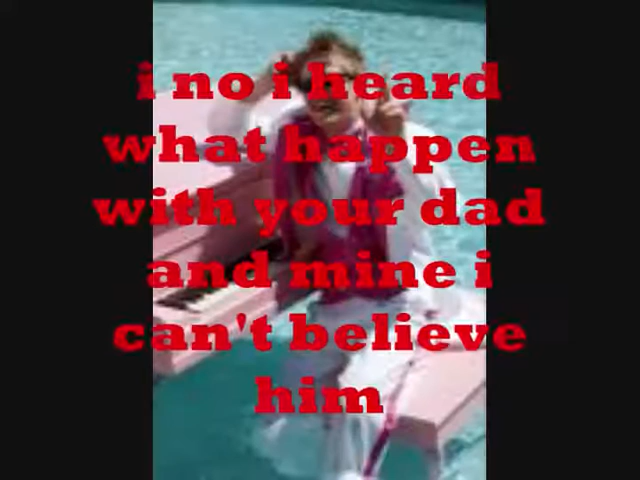 i no i heard
what happen
with your dad
and mine i
can't believe
him